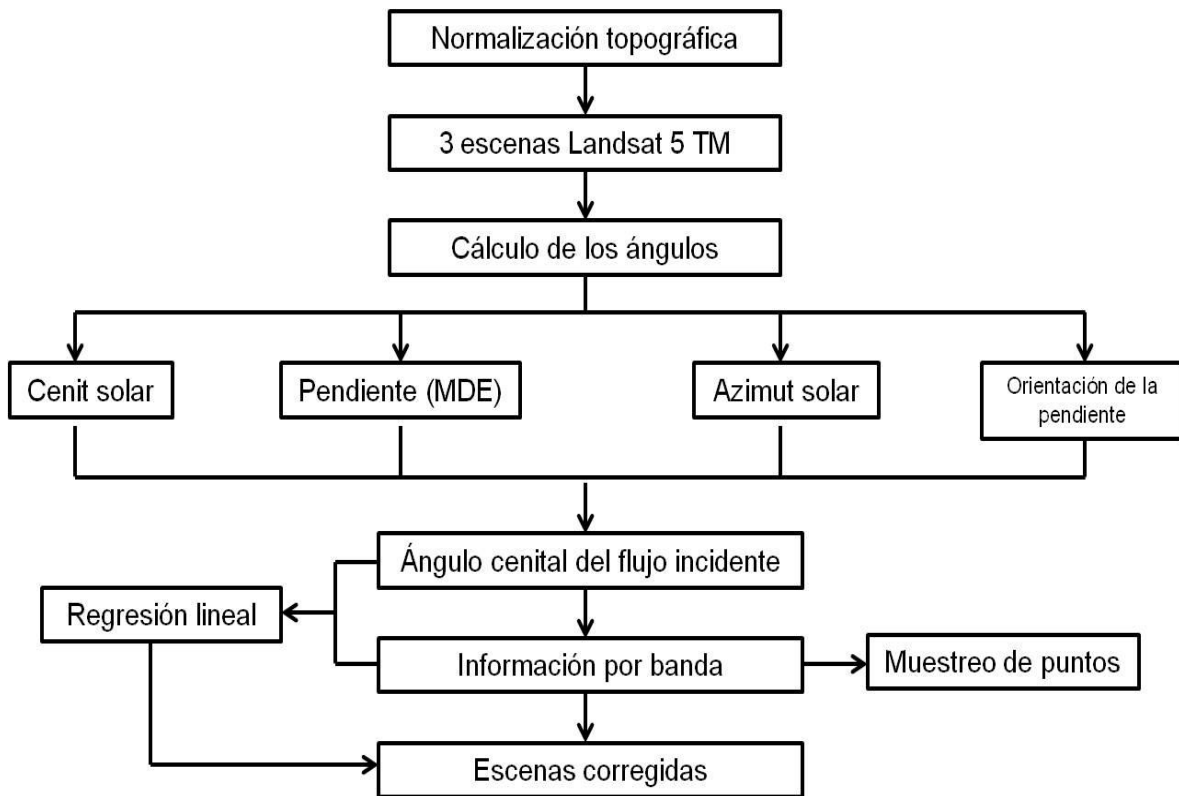 Normalización topográfica
3 escenas Landsat 5 TM
Cálculo de los ángulos
Cenit solar
Pendiente (MDE)
Azimut solar
Orientación de la
pendiente
Ángulo cenital del flujo incidente
Regresión lineal
Información por banda
Muestreo de puntos
Escenas corregidas